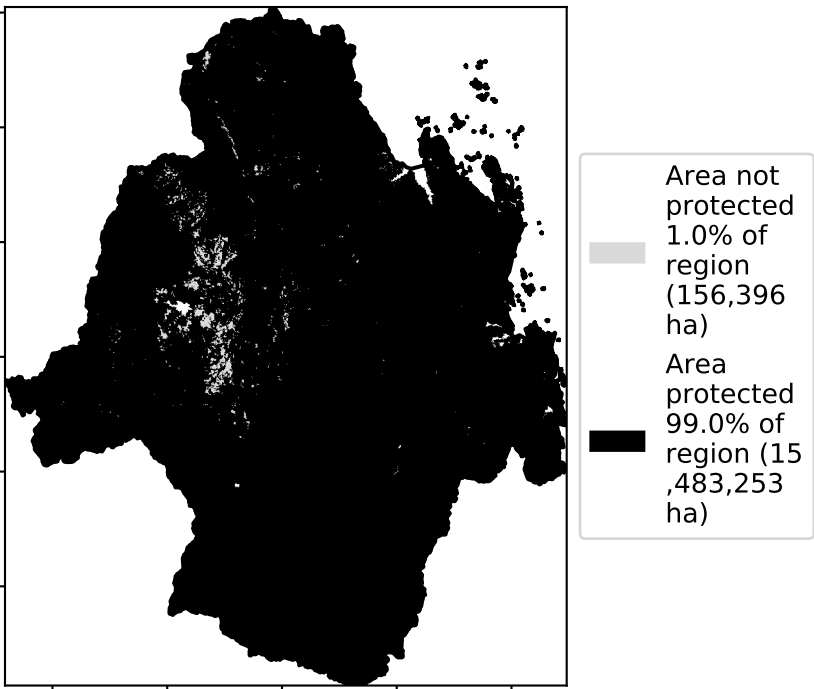 Area not
protected
1.0% of
region
(156,396
ha)
Area
protected
99.0% of
region (15
,483,253
ha)